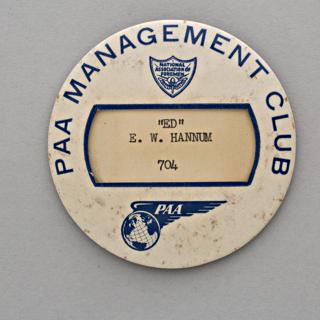 PAA MANAGEMENT CLUB
NATIONAL
ASSOCIATION OF
FOREMEN
"ED"
E. W. HANNUM
704
PAA